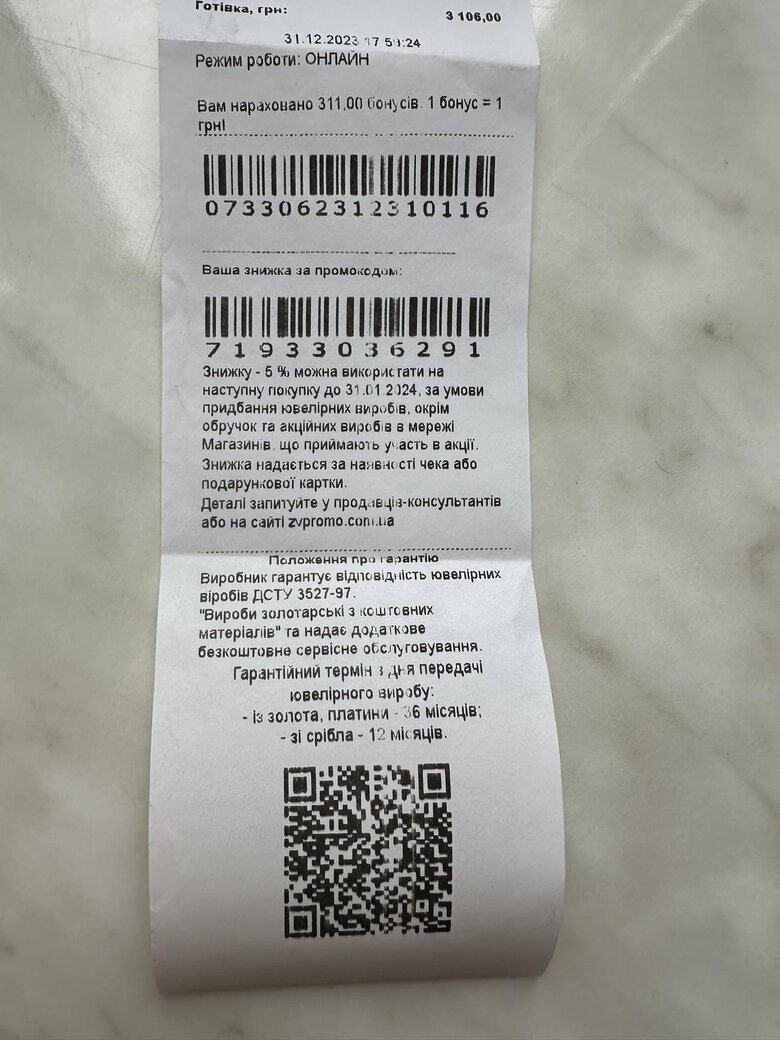 Готівка, грн: 3 106,00
31.12.2023 17:59:24
Режим роботи: ОНЛАЙН
Вам нараховано 311,00 бонусів. 1 бонус = 1
грн!
0733062312310116
Ваша знижка за промокодом:
71933036291
Знижку - 5 % можна використати на
наступну покупку до 31.01.2024, за умови
придбання ювелірних виробів, окрім
обручок та акційних виробів в мережі
Магазинів, що приймають участь в акції.
Знижка надається за наявності чека або
подарункової картки.
Деталі запитуйте у продавців-консультантів
або на сайті zvpromo.com.ua
Положення про гарантію
Виробник гарантує відповідність ювелірних
віробів ДСТУ 3527-97.
"Вироби золотарські з коштовних
матеріалів" та надає додаткове
безкоштовне сервісне обслуговування.
Гарантійний термін з дня передачі
ювелірного виробу:
- із золота, платини - 36 місяців;
- зі срібла - 12 місяців.